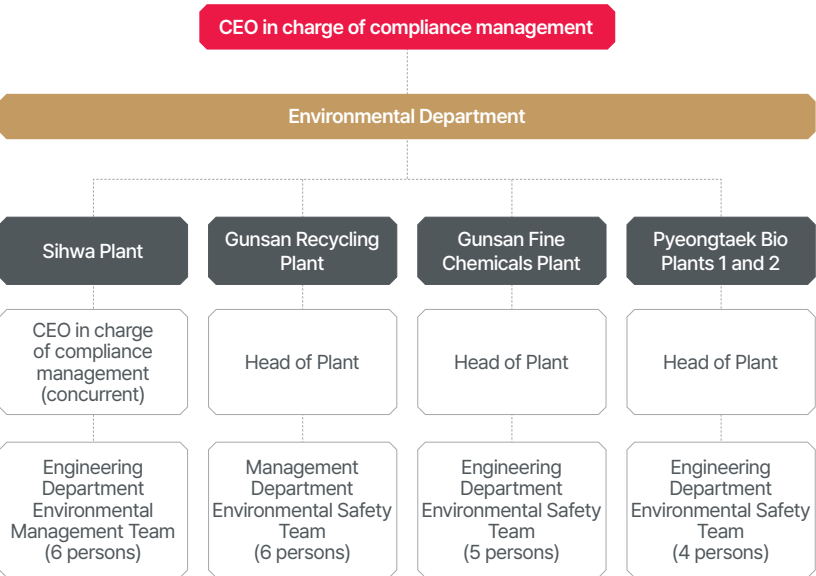 CEO in charge of compliance management
Environmental Department
Sihwa Plant
Gunsan Recycling
Plant
Gunsan Fine
Chemicals Plant
Pyeongtaek Bio
Plants 1 and 2
CEO in charge
of compliance
management
(concurrent)
Head of Plant
Head of Plant
Head of Plant
Engineering
Department
Environmental
Management Team
(6 persons)
Management
Department
Environmental Safety
Team
(6 persons)
Engineering
Department
Environmental Safety
Team
(5 persons)
Engineering
Department
Environmental Safety
Team
(4 persons)